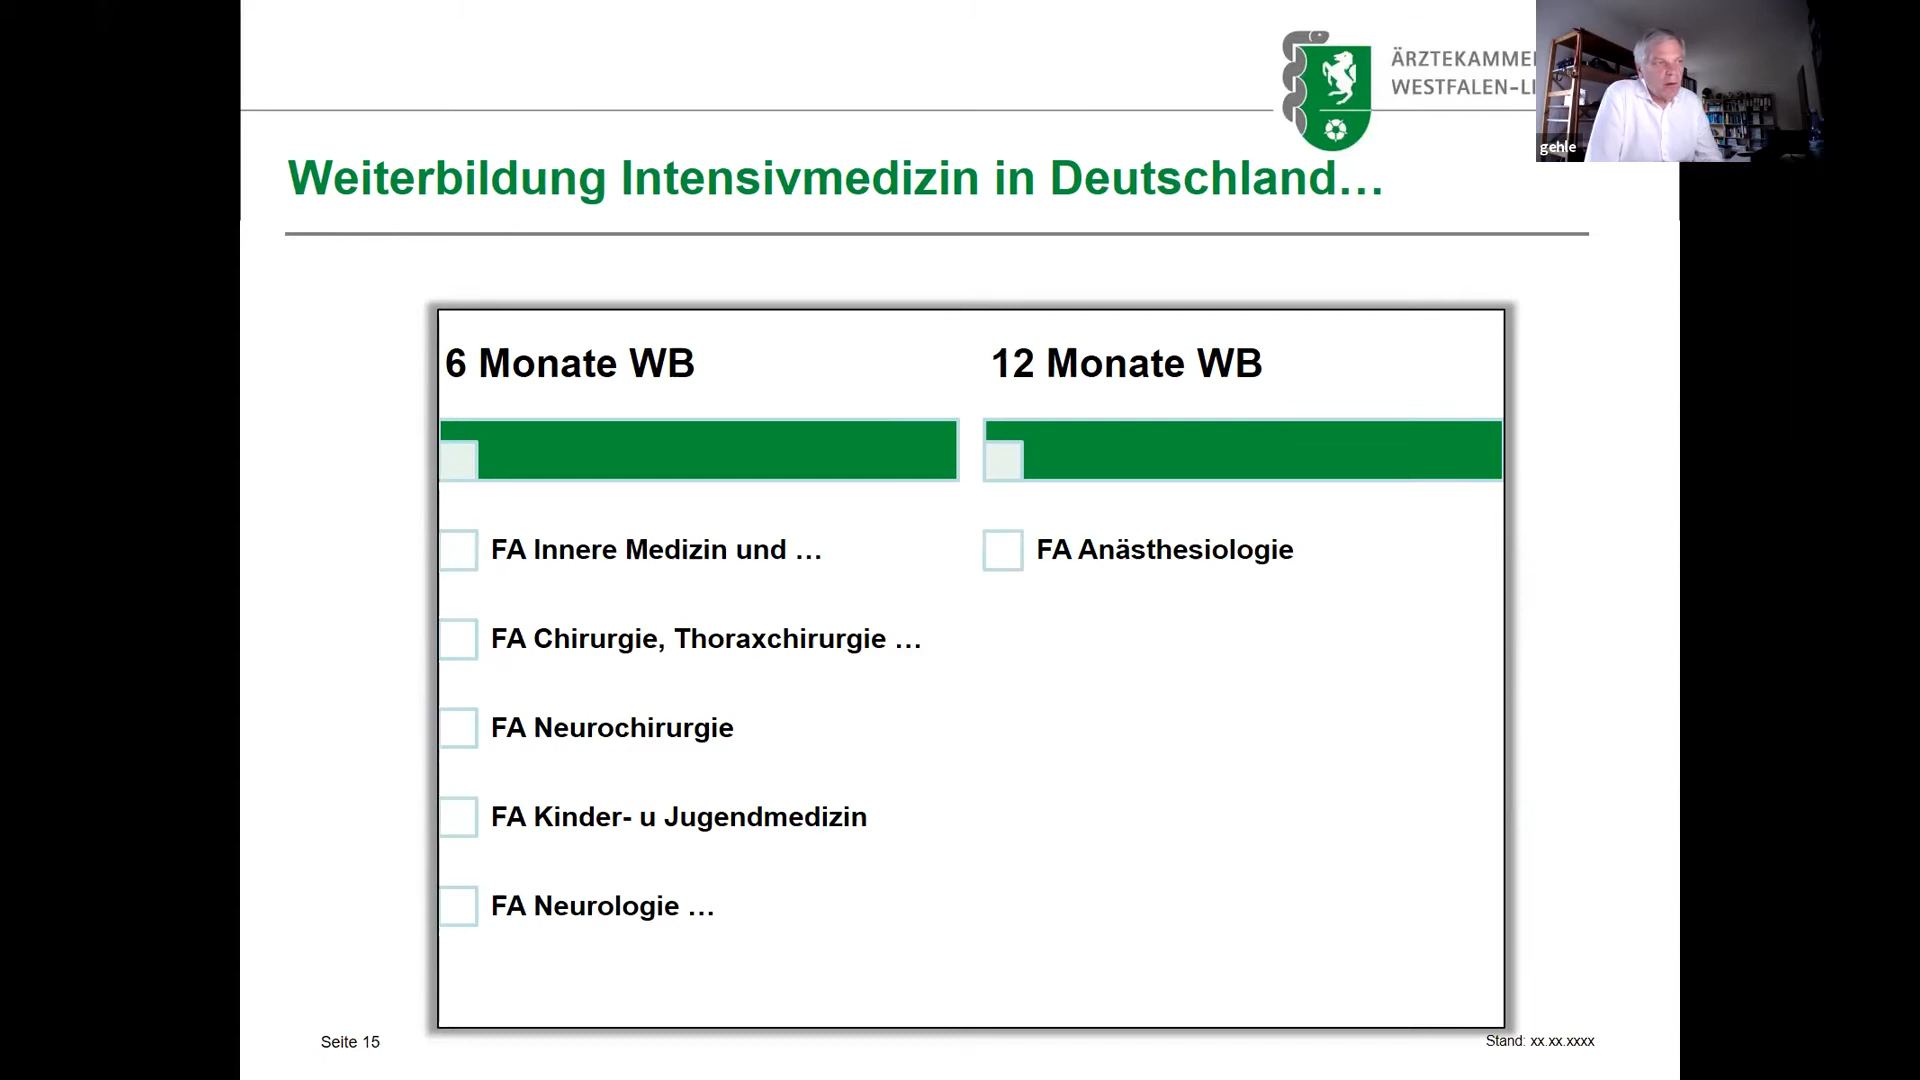 ÄRZTEKAMMER
WESTFALEN-LI
gehle
Weiterbildung Intensivmedizin in Deutschland…
6 Monate WB
12 Monate WB
FA Innere Medizin und …
FA Anästhesiologie
FA Chirurgie, Thoraxchirurgie …
FA Neurochirurgie
FA Kinder- u Jugendmedizin
FA Neurologie …
Seite 15
Stand: xx.xx.xxxx